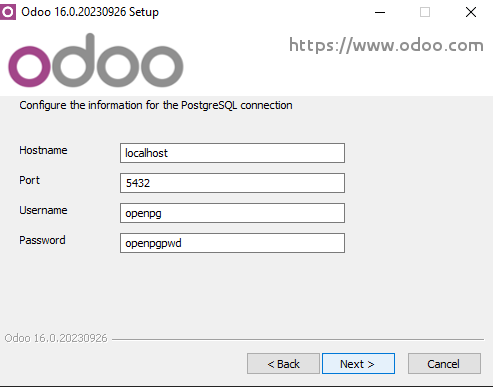 Odoo 16.0.20230926 Setup
odoo
https://www.odoo.com
Configure the information for the PostgreSQL connection
Hostname localhost
Port 5432
Username openpg
Password openpgpwd
Odoo 16.0.20230926
< Back Next > Cancel